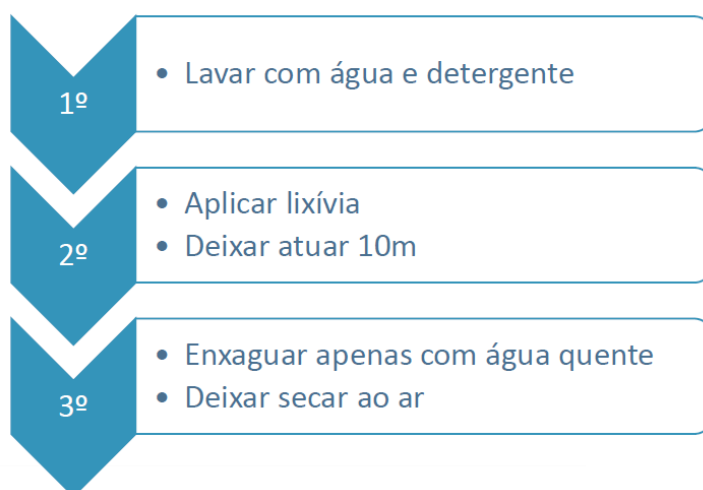 1º
• Lavar com água e detergente
2º
• Aplicar lixívia
• Deixar atuar 10m
3º
• Enxaguar apenas com água quente
• Deixar secar ao ar